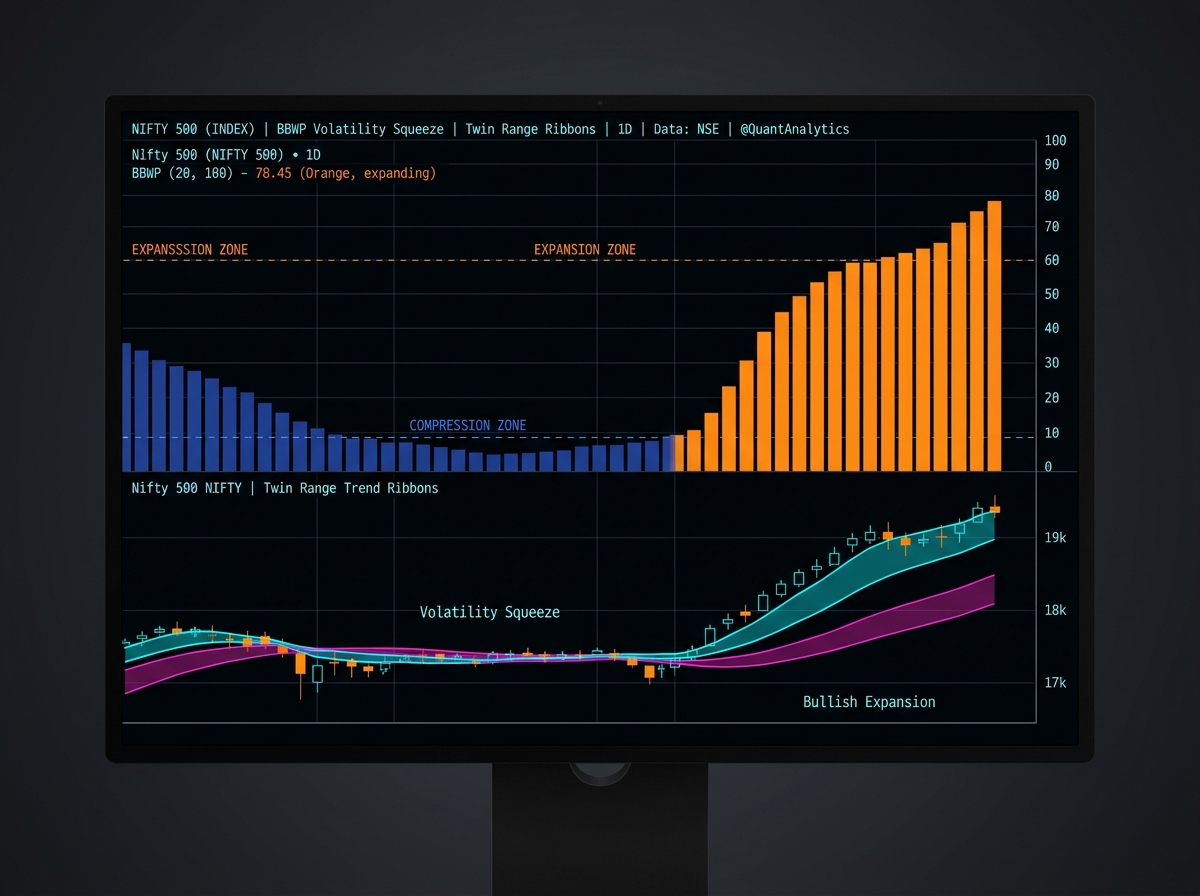 NIFTY 500 (INDEX) | BBWP Volatility Squeeze | Twin Range Ribbons | 1D | Data: NSE | @QuantAnalytics
Nifty 500 (NIFTY 500) • 1D
BBWP (20, 100) – 78.45 (Orange, expanding)
100
90
80
70
EXPANSSSION ZONE
EXPANSION ZONE
60
50
40
30
20
COMPRESSION ZONE
10
0
Nifty 500 NIFTY | Twin Range Trend Ribbons
19k
Volatility Squeeze
18k
17k
Bullish Expansion